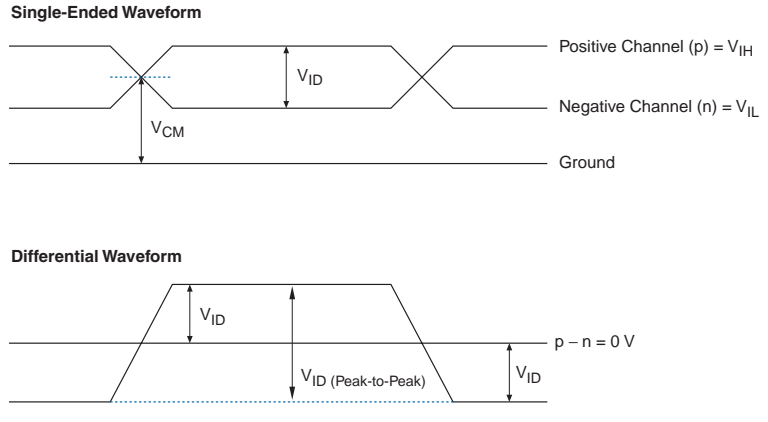 Single-Ended Waveform
Positive Channel (p) = VIH
VID
Negative Channel (n) = VIL
VCM
Ground
Differential Waveform
VID
p – n = 0 V
VID (Peak-to-Peak)
VID